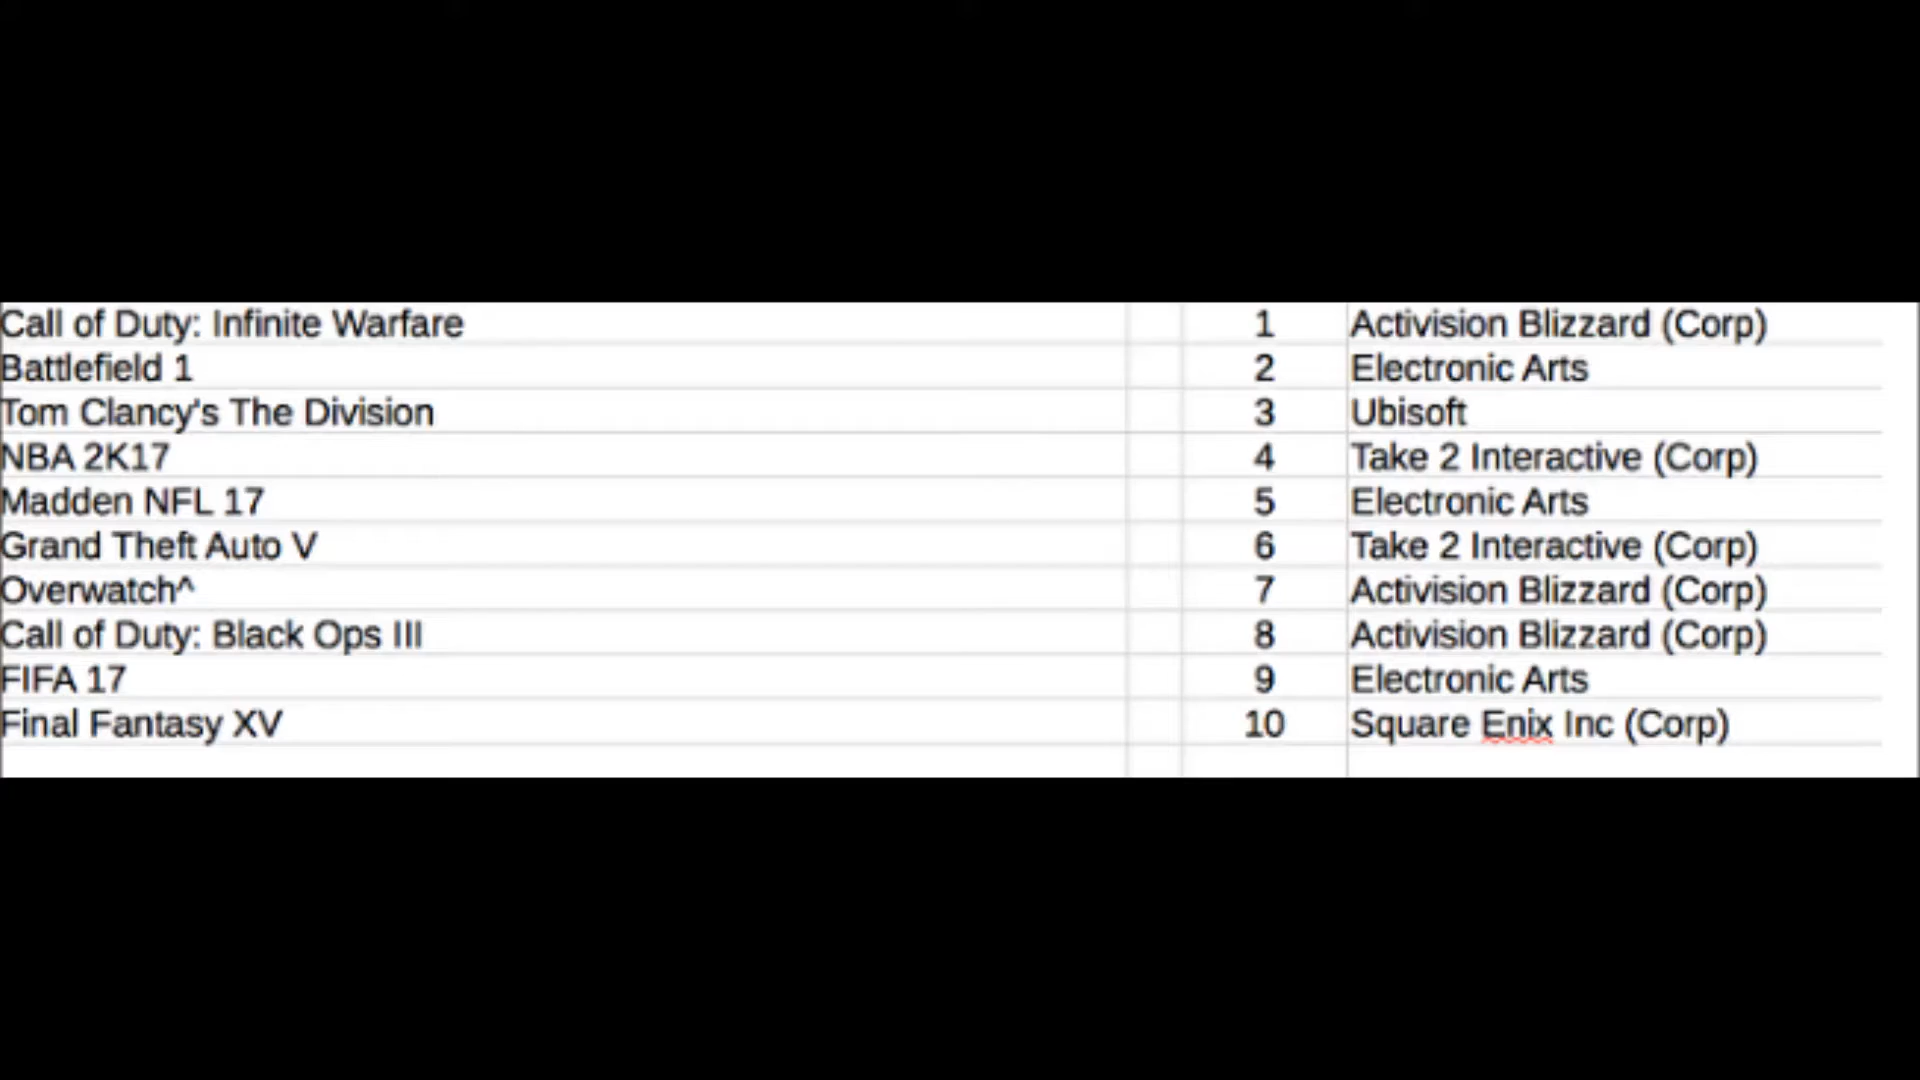 Call of Duty: Infinite Warfare 1 Activision Blizzard (Corp)
Battlefield 1 2 Electronic Arts
Tom Clancy's The Division 3 Ubisoft
NBA 2K17 4 Take 2 Interactive (Corp)
Madden NFL 17 5 Electronic Arts
Grand Theft Auto V 6 Take 2 Interactive (Corp)
Overwatch^ 7 Activision Blizzard (Corp)
Call of Duty: Black Ops III 8 Activision Blizzard (Corp)
FIFA 17 9 Electronic Arts
Final Fantasy XV 10 Square Enix Inc (Corp)